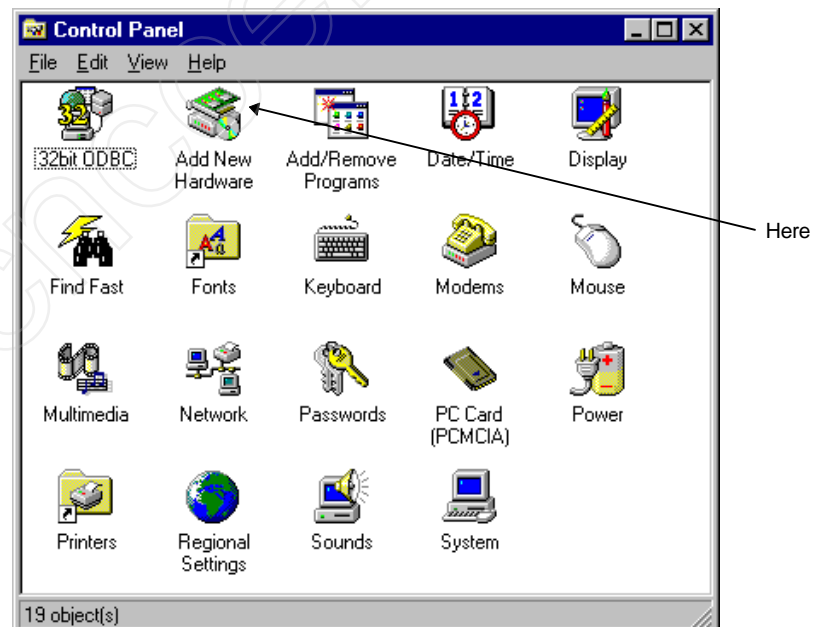 Control Panel
File Edit View Help
32bit ODBC
Add New
Hardware
Add/Remove
Programs
Date/Time
Display
Here
Find Fast
Fonts
Keyboard
Modems
Mouse
Multimedia
Network
Passwords
PC Card
(PCMCIA)
Power
Printers
Regional
Settings
Sounds
System
19 object(s)